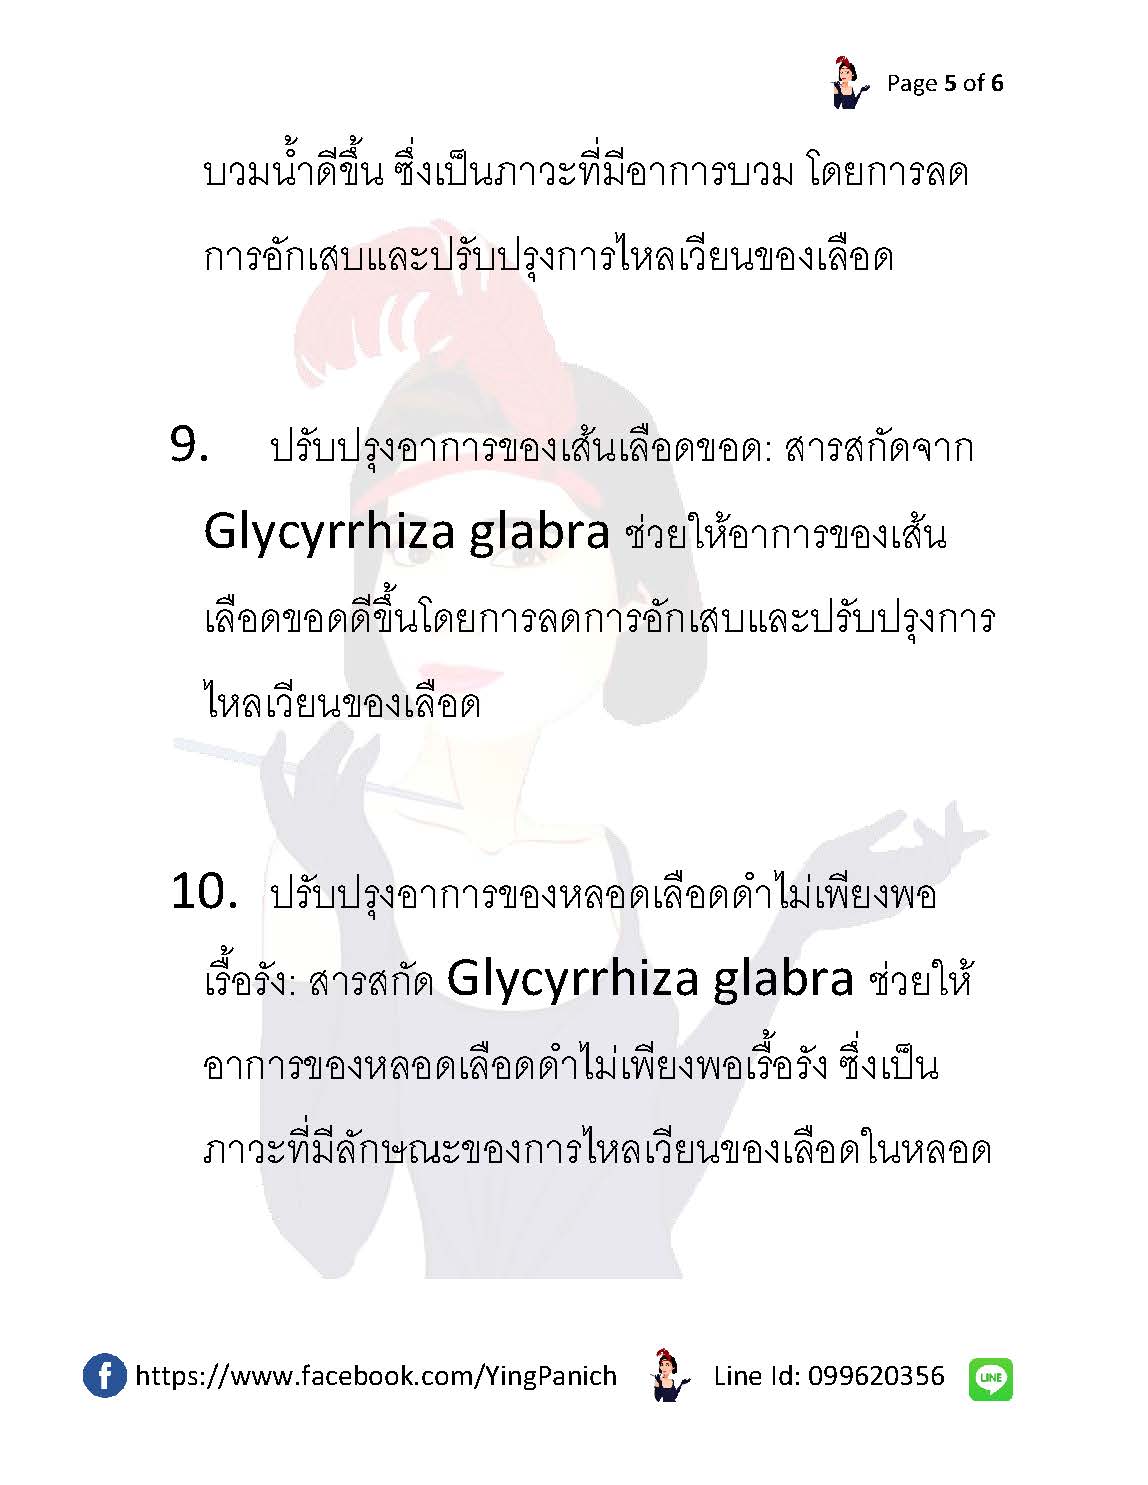 Page 5 of 6
บวมน้ำดีขึ้น ซึ่งเป็นภาวะที่มีอาการบวม โดยการลด
การอักเสบและปรับปรุงการไหลเวียนของเลือด
9. ปรับปรุงอาการของเส้นเลือดขอด: สารสกัดจาก
Glycyrrhiza glabra ช่วยให้อาการของเส้น
เลือดขอดดีขึ้นโดยการลดการอักเสบและปรับปรุงการ
ไหลเวียนของเลือด
10. ปรับปรุงอาการของหลอดเลือดดำไม่เพียงพอ
เรื้อรัง: สารสกัด Glycyrrhiza glabra ช่วยให้
อาการของหลอดเลือดดำไม่เพียงพอเรื้อรัง ซึ่งเป็น
ภาวะที่มีลักษณะของการไหลเวียนของเลือดในหลอด
https://www.facebook.com/YingPanich Line Id: 099620356 LINE